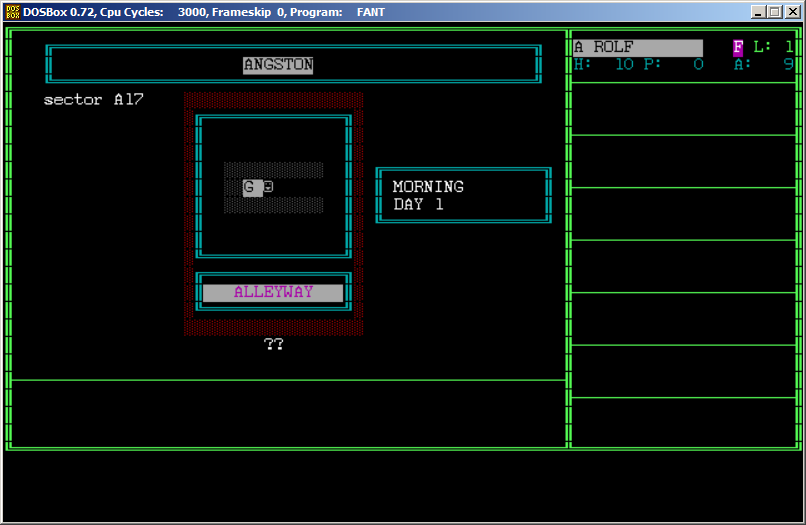 DOSBox 0.72, Cpu Cycles: 3000, Frameskip 0, Program: FANT
ANGSTON
A ROLF F L: 1
H: 10 P: 0 A: 9
sector A17
G
MORNING
DAY 1
ALLEYWAY
??